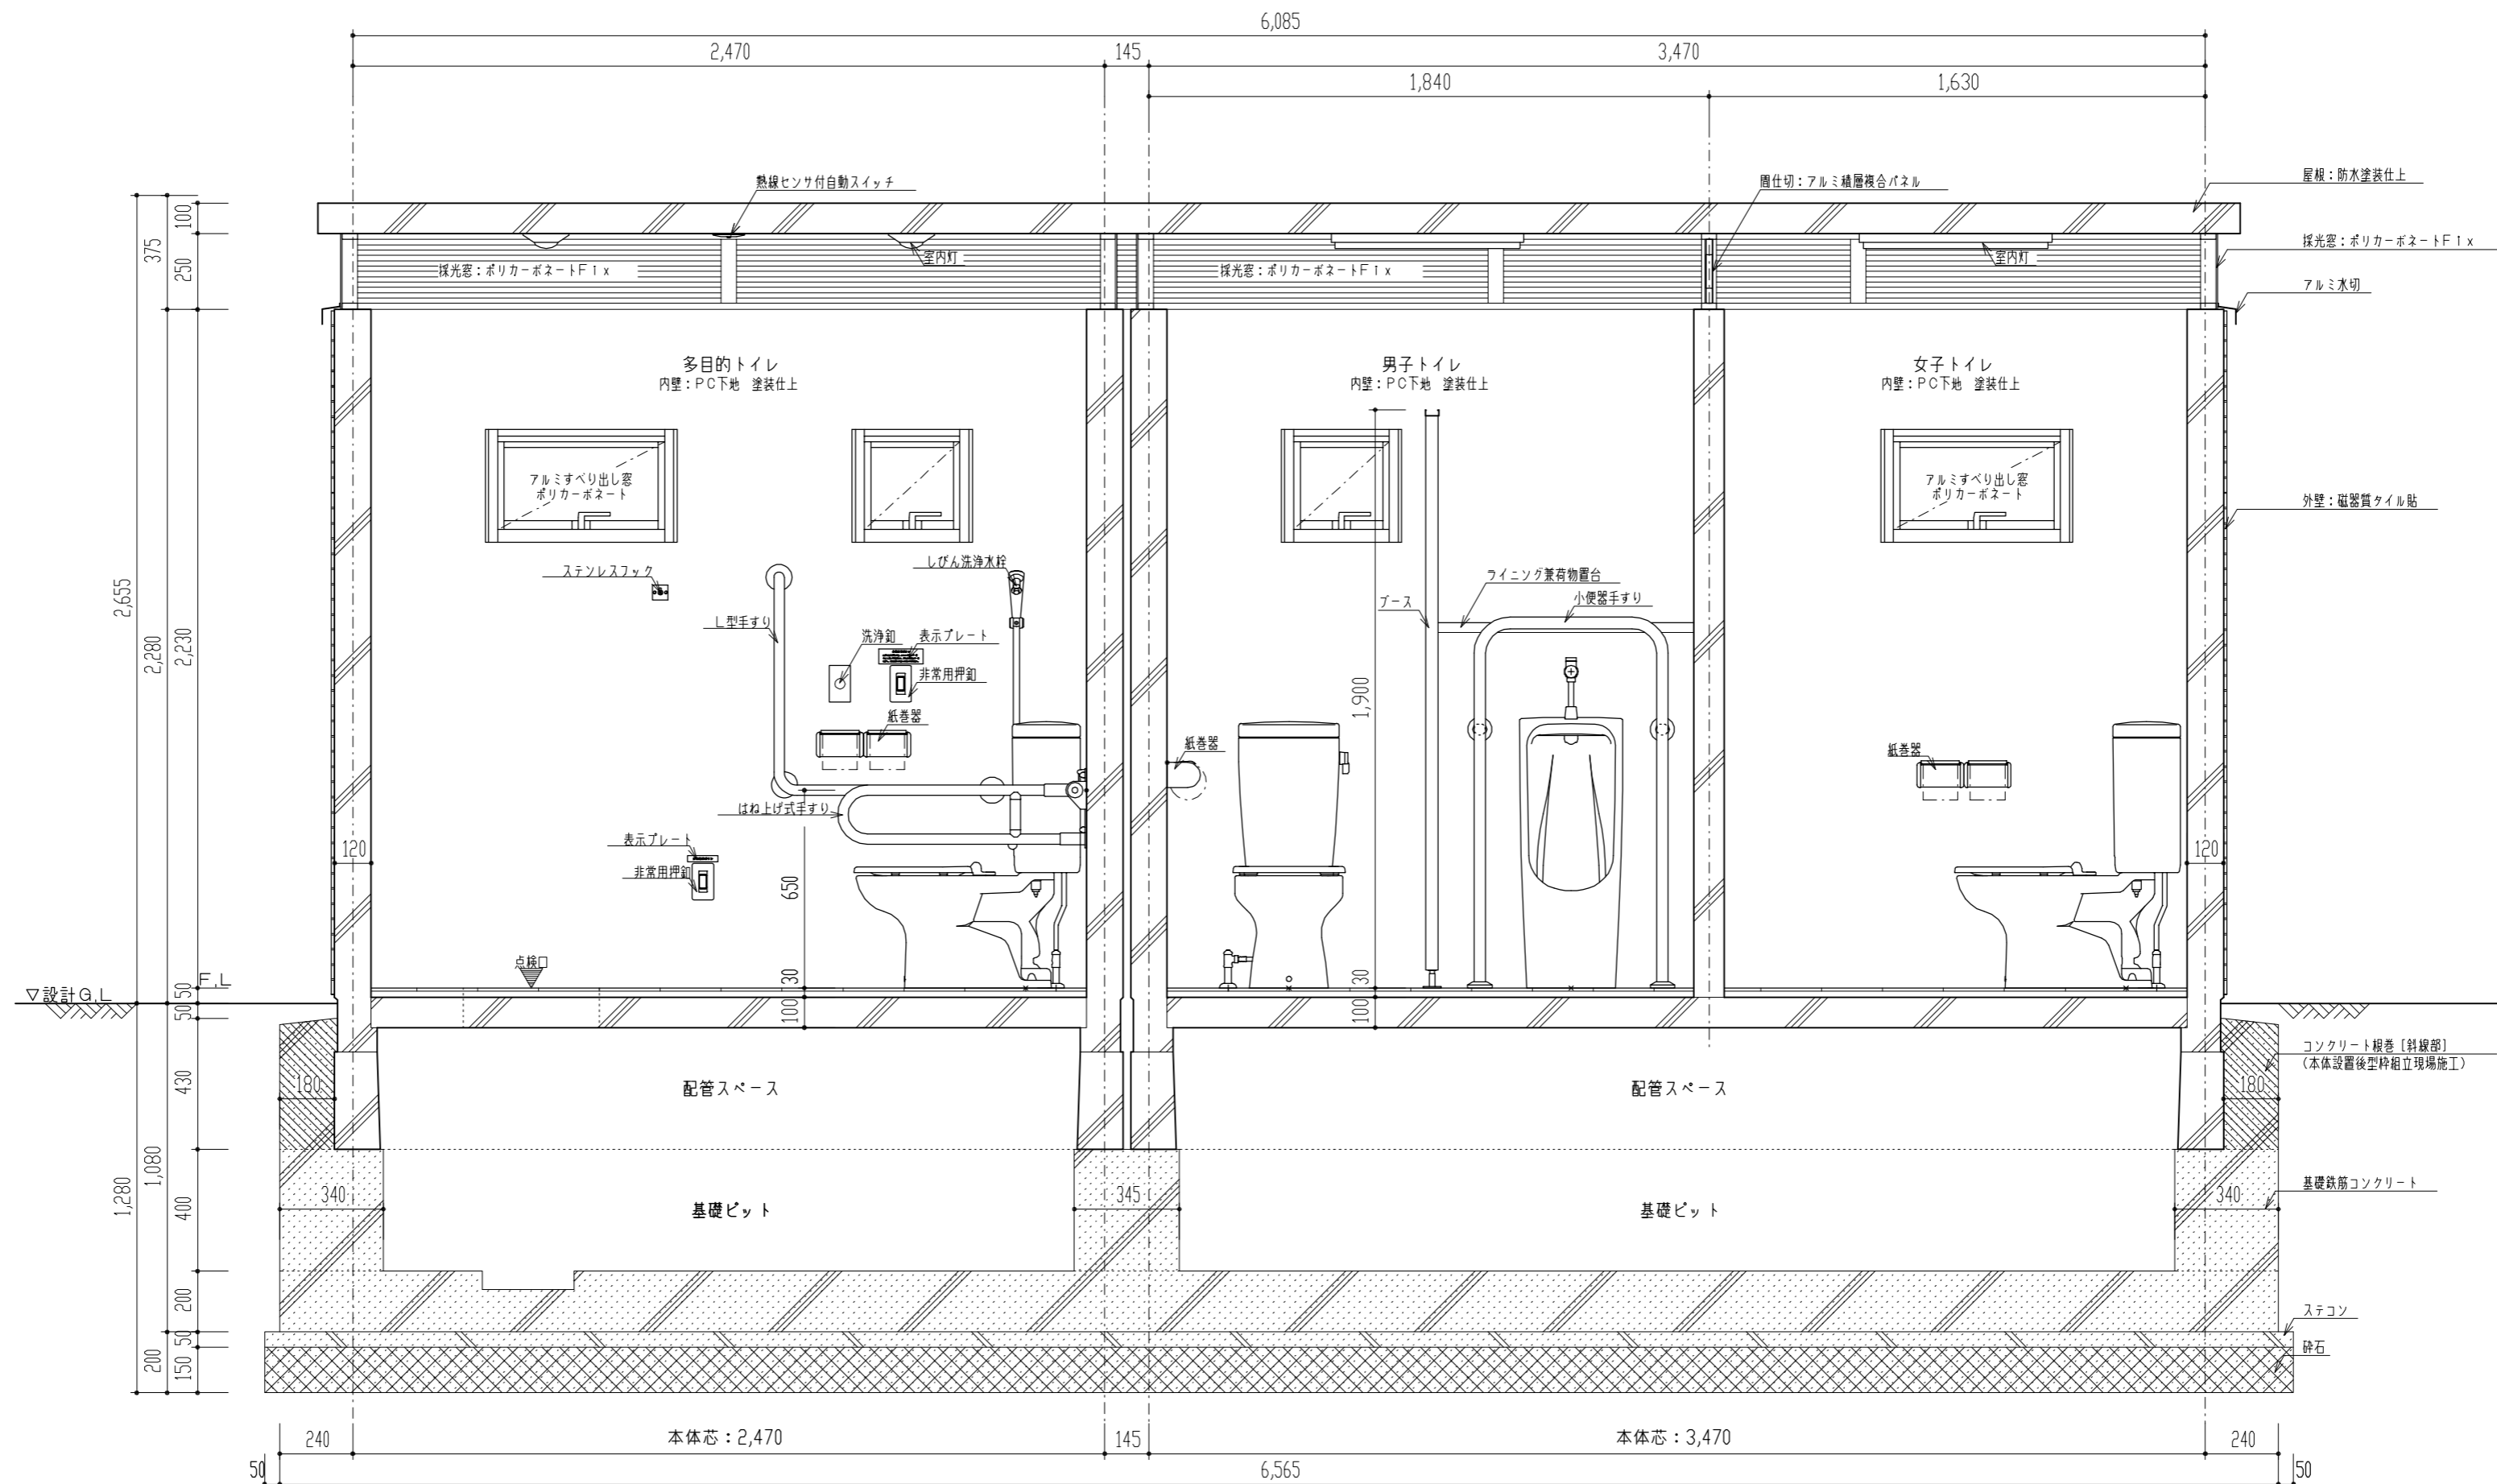 6,085
2,470
145
3,470
1,840
1,630
熱線センサ付自動スイッチ
間仕切：アルミ積層複合パネル
屋根：防水塗装仕上
採光窓：ポリカーボネートＦｉｘ
室内灯
採光窓：ポリカーボネートＦｉｘ
室内灯
採光窓：ポリカーボネートＦｉｘ
アルミ水切
100
375
250
多目的トイレ
内壁：ＰＣ下地 塗装仕上
男子トイレ
内壁：ＰＣ下地 塗装仕上
女子トイレ
内壁：ＰＣ下地 塗装仕上
アルミすべり出し窓
ポリカーボネート
アルミすべり出し窓
ポリカーボネート
外壁：磁器質タイル貼
ステンレスフック
しびん洗浄水栓
Ｌ型手すり
洗浄釦
表示プレート
非常用押釦
紙巻器
はね上げ式手すり
表示プレート
非常用押釦
ブース
ライニング兼荷物置台
小便器手すり
紙巻器
紙巻器
2,655
2,280
2,230
1,900
120
120
650
点検口
30
30
100
100
F.L
▽設計G.L
50
50
430
1,080
1,280
400
200
50
200
150
180
180
配管スペース
配管スペース
コンクリート根巻［斜線部］
（本体設置後型枠組立現場施工）
340
345
340
基礎ピット
基礎ピット
基礎鉄筋コンクリート
ステコン
砕石
240
本体芯：2,470
145
本体芯：3,470
240
50
6,565
50